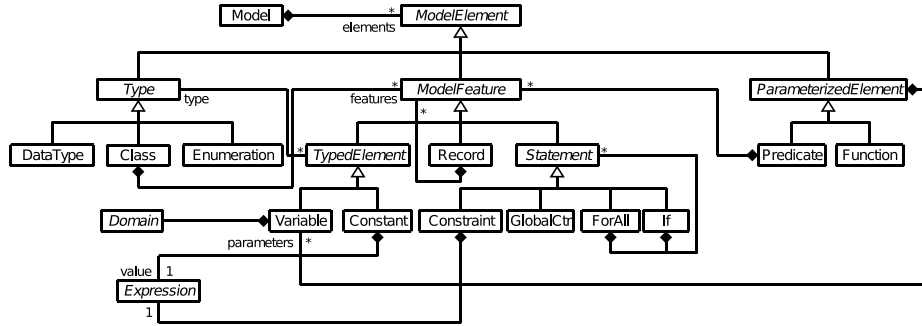 Model * ModelElement
elements
Type type * ModelFeature * ParameterizedElement
features *
DataType Class Enumeration * TypedElement Record Statement * Predicate Function
Domain Variable Constant Constraint GlobalCtrt ForAll If
parameters *
value 1
Expression
1